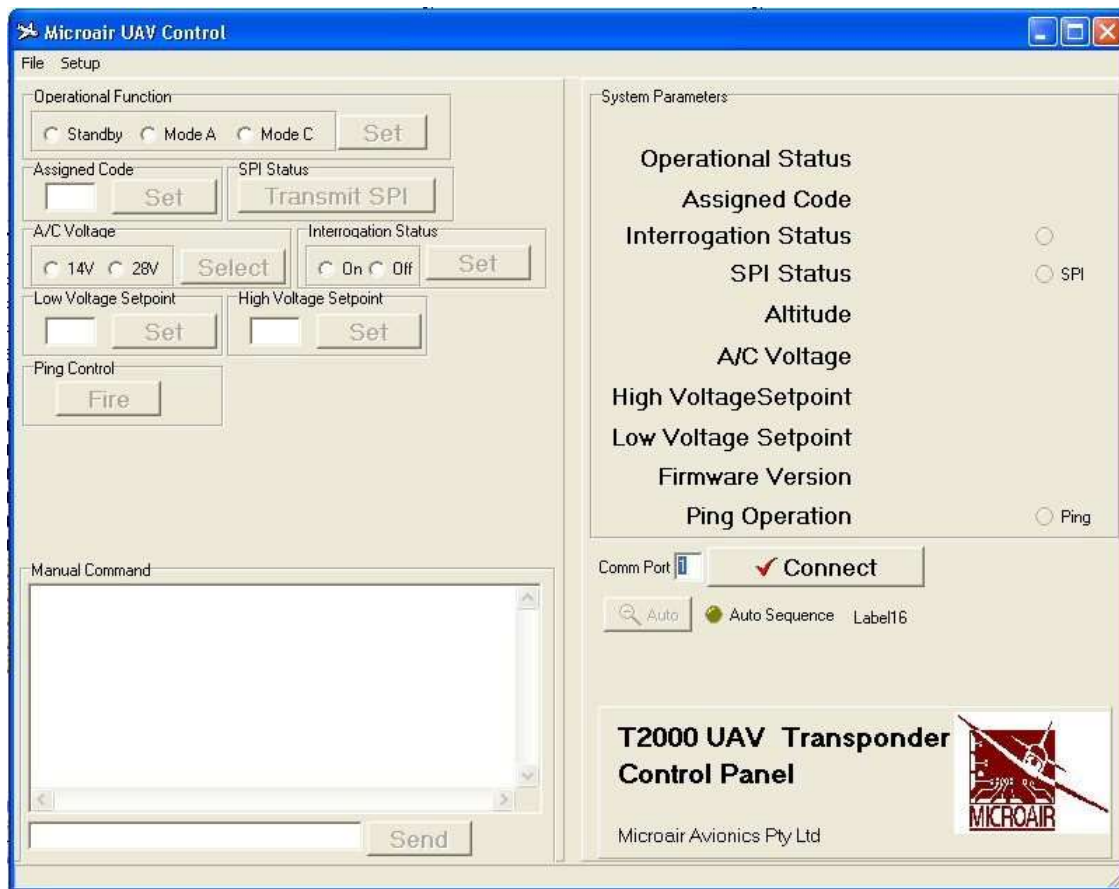 Microair UAV Control
File Setup
Operational Function
Standby Mode A Mode C Set
Assigned Code
Set
SPI Status
Transmit SPI
A/C Voltage
14V 28V Select
Interrogation Status
On Off Set
Low Voltage Setpoint
Set
High Voltage Setpoint
Set
Ping Control
Fire
Manual Command
Send
System Parameters
Operational Status
Assigned Code
Interrogation Status
SPI Status SPI
Altitude
A/C Voltage
High VoltageSetpoint
Low Voltage Setpoint
Firmware Version
Ping Operation Ping
Comm Port 1 Connect
Auto Auto Sequence Label16
T2000 UAV Transponder
Control Panel
Microair Avionics Pty Ltd
MICROAIR